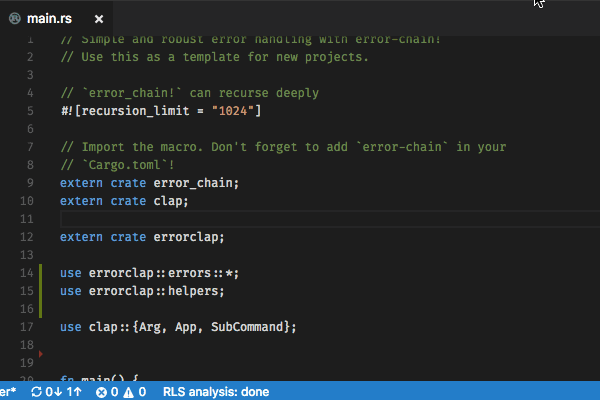 main.rs ×
1 // Simple and robust error handling with error-chain!
2 // Use this as a template for new projects.
3
4 // `error_chain!` can recurse deeply
5 #![recursion_limit = "1024"]
6
7 // Import the macro. Don't forget to add `error-chain` in your
8 // `Cargo.toml`!
9 extern crate error_chain;
10 extern crate clap;
11
12 extern crate errorclap;
13
14 use errorclap::errors::*;
15 use errorclap::helpers;
16
17 use clap::{Arg, App, SubCommand};
18
19
20 fn main() {
er* 0↓ 1↑ 0 0 RLS analysis: done